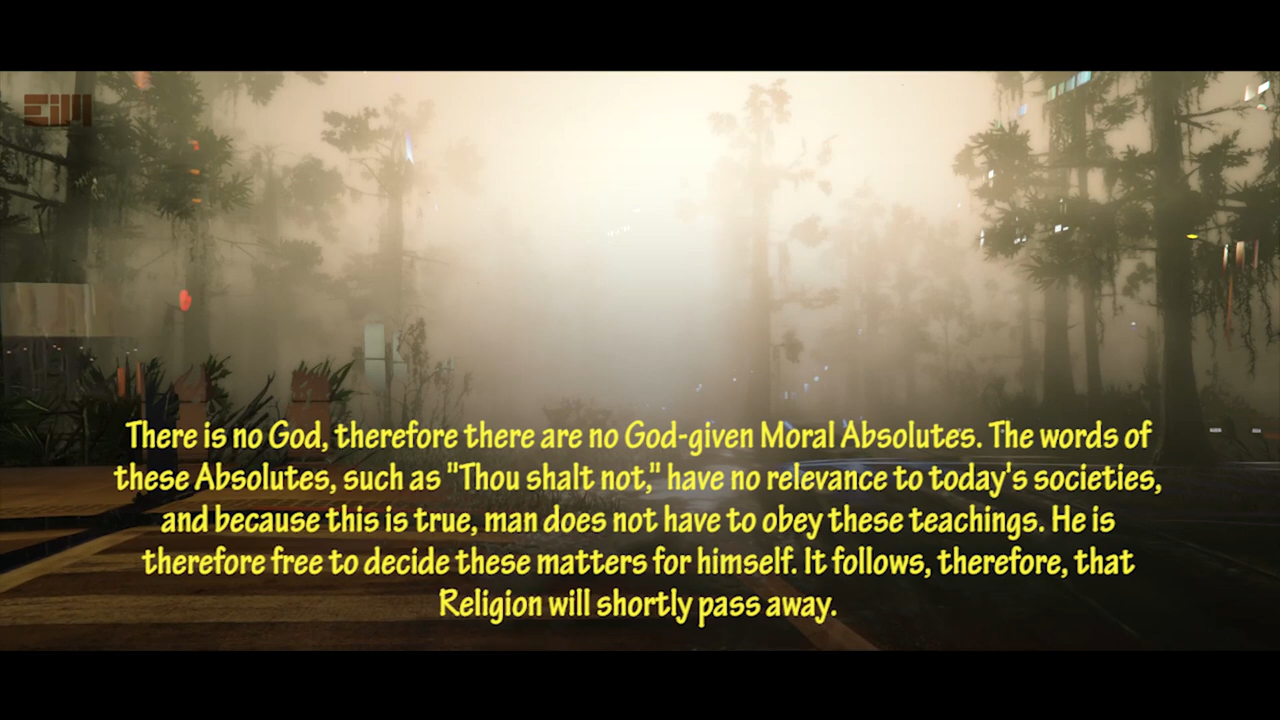 EiM
There is no God, therefore there are no God-given Moral Absolutes. The words of
these Absolutes, such as "Thou shalt not," have no relevance to today's societies,
and because this is true, man does not have to obey these teachings. He is
therefore free to decide these matters for himself. It follows, therefore, that
Religion will shortly pass away.